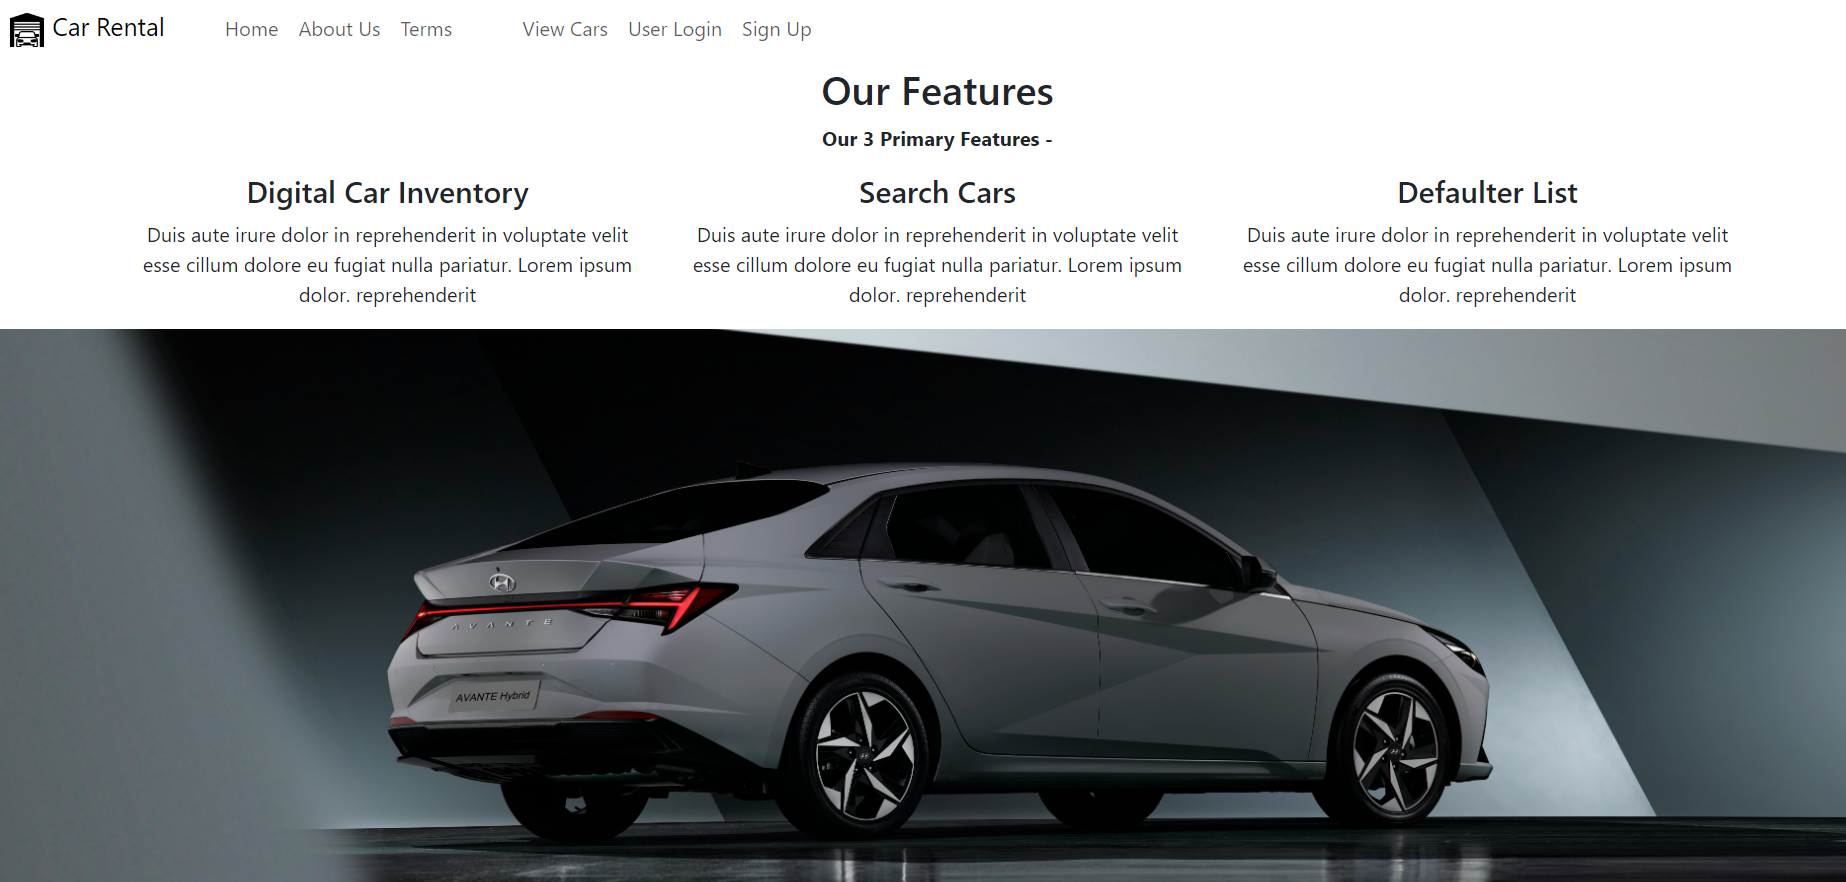 Car Rental Home About Us Terms View Cars User Login Sign Up
Our Features
Our 3 Primary Features -
Digital Car Inventory
Duis aute irure dolor in reprehenderit in voluptate velit
esse cillum dolore eu fugiat nulla pariatur. Lorem ipsum
dolor. reprehenderit
Search Cars
Duis aute irure dolor in reprehenderit in voluptate velit
esse cillum dolore eu fugiat nulla pariatur. Lorem ipsum
dolor. reprehenderit
Defaulter List
Duis aute irure dolor in reprehenderit in voluptate velit
esse cillum dolore eu fugiat nulla pariatur. Lorem ipsum
dolor. reprehenderit
AVANTE
AVANTE Hybrid